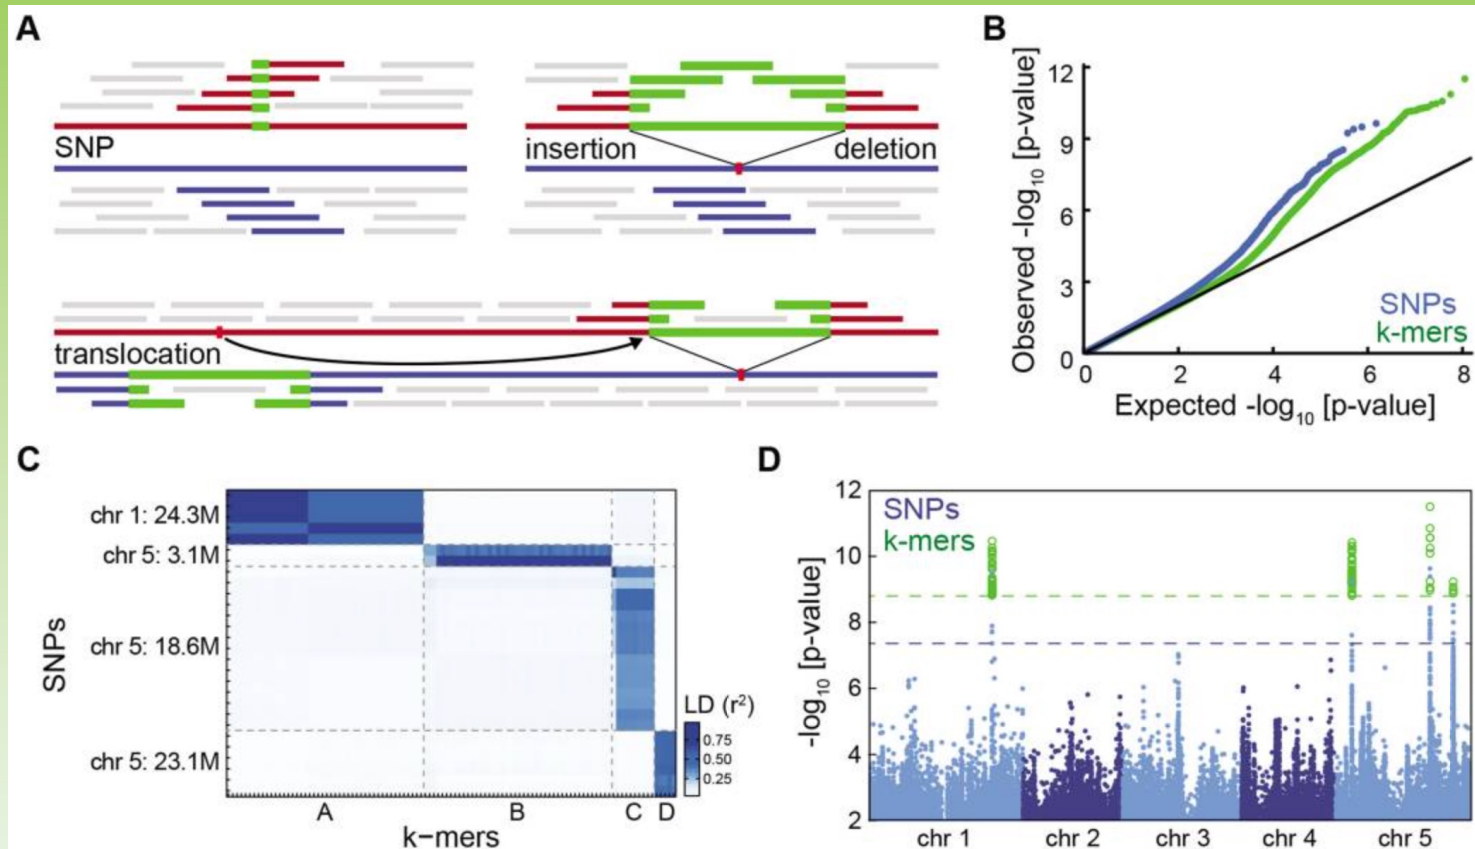 A
SNP
insertion
deletion
translocation
B
Observed -log10 [p-value]
12
9
6
3
0
SNPs
k-mers
0 2 4 6 8
Expected -log10 [p-value]
C
SNPs
chr 1: 24.3M
chr 5: 3.1M
chr 5: 18.6M
chr 5: 23.1M
LD (r²)
0.75
0.50
0.25
A B C D
k−mers
D
-log10 [p-value]
12
10
8
6
4
2
SNPs
k-mers
chr 1 chr 2 chr 3 chr 4 chr 5